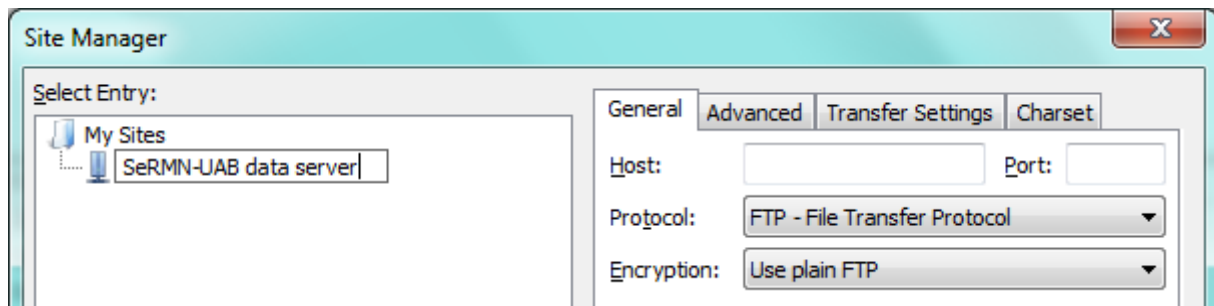 Site Manager
Select Entry:
My Sites
SeRMN-UAB data server
General Advanced Transfer Settings Charset
Host: Port:
Protocol: FTP - File Transfer Protocol
Encryption: Use plain FTP